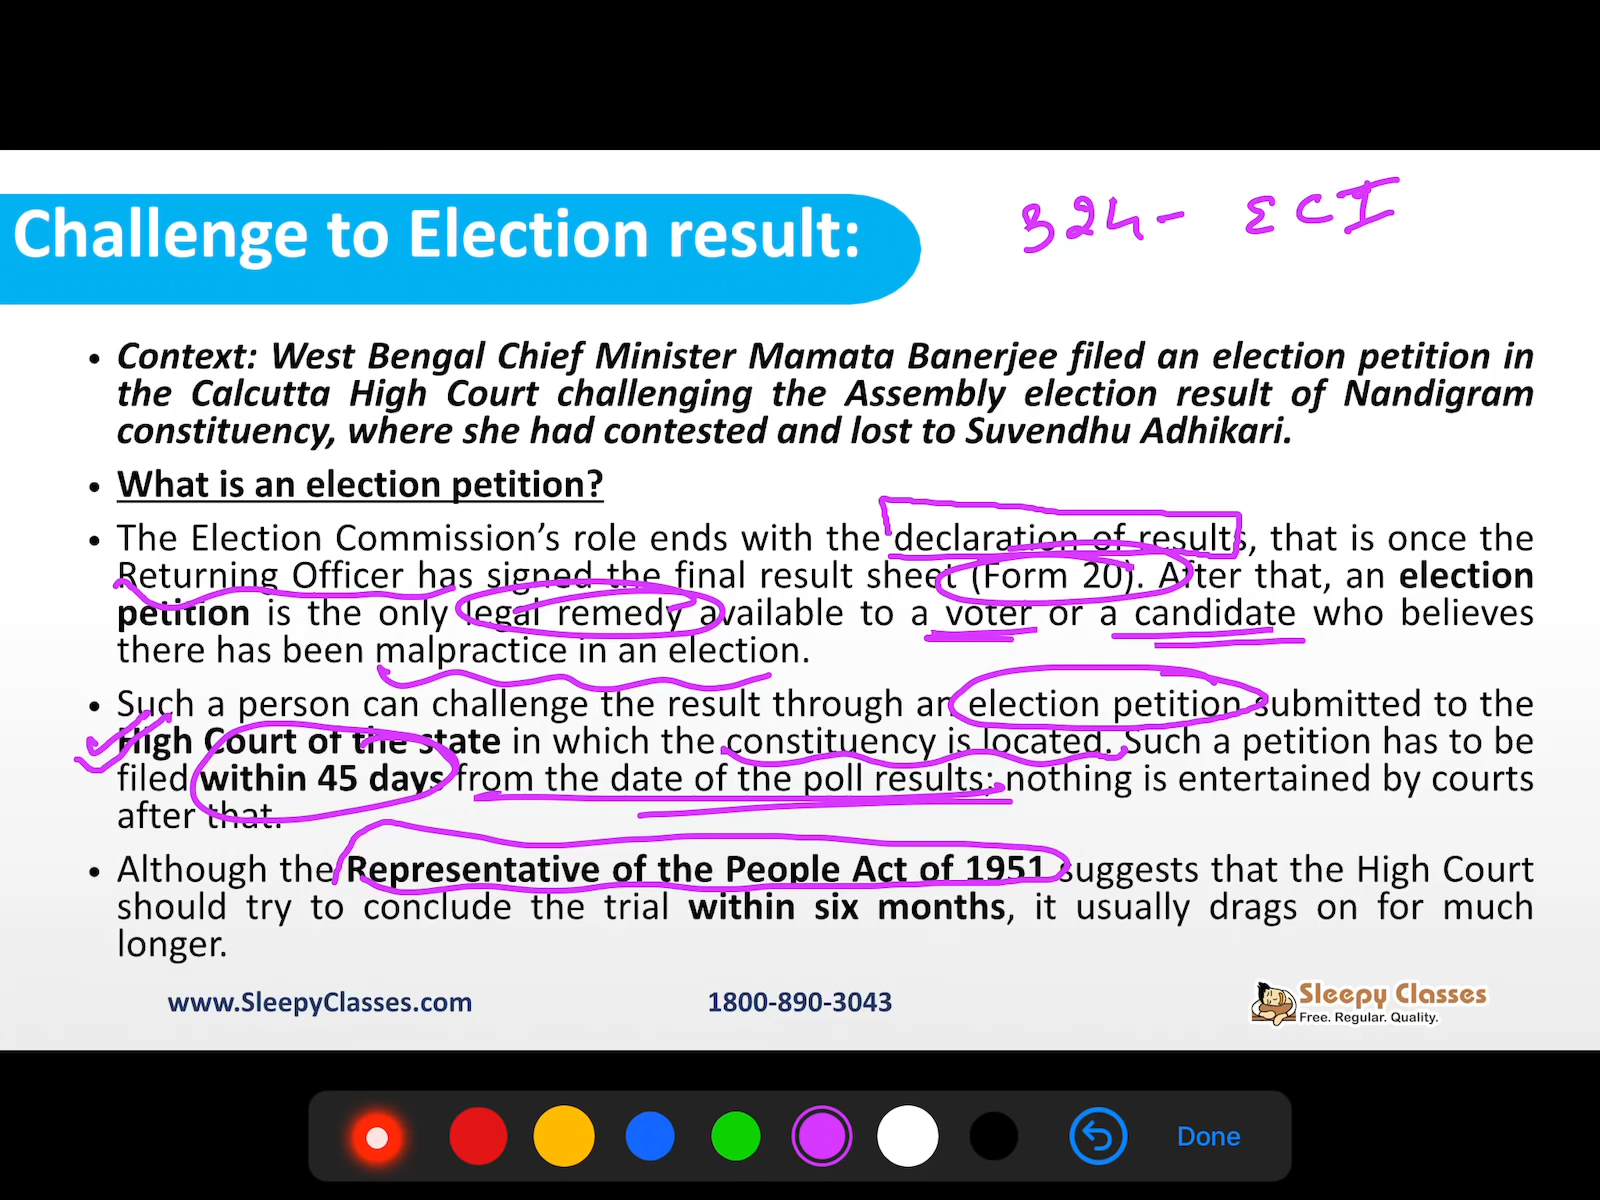 Challenge to Election result:
324- ECI
• Context: West Bengal Chief Minister Mamata Banerjee filed an election petition in
the Calcutta High Court challenging the Assembly election result of Nandigram
constituency, where she had contested and lost to Suvendhu Adhikari.
• What is an election petition?
• The Election Commission’s role ends with the declaration of results, that is once the
Returning Officer has signed the final result sheet (Form 20). After that, an election
petition is the only legal remedy available to a voter or a candidate who believes
there has been malpractice in an election.
• Such a person can challenge the result through an election petition submitted to the
High Court of the state in which the constituency is located. Such a petition has to be
filed within 45 days from the date of the poll results; nothing is entertained by courts
after that.
• Although the Representative of the People Act of 1951 suggests that the High Court
should try to conclude the trial within six months, it usually drags on for much
longer.
www.SleepyClasses.com
1800-890-3043
Sleepy Classes
Free. Regular. Quality.
Done